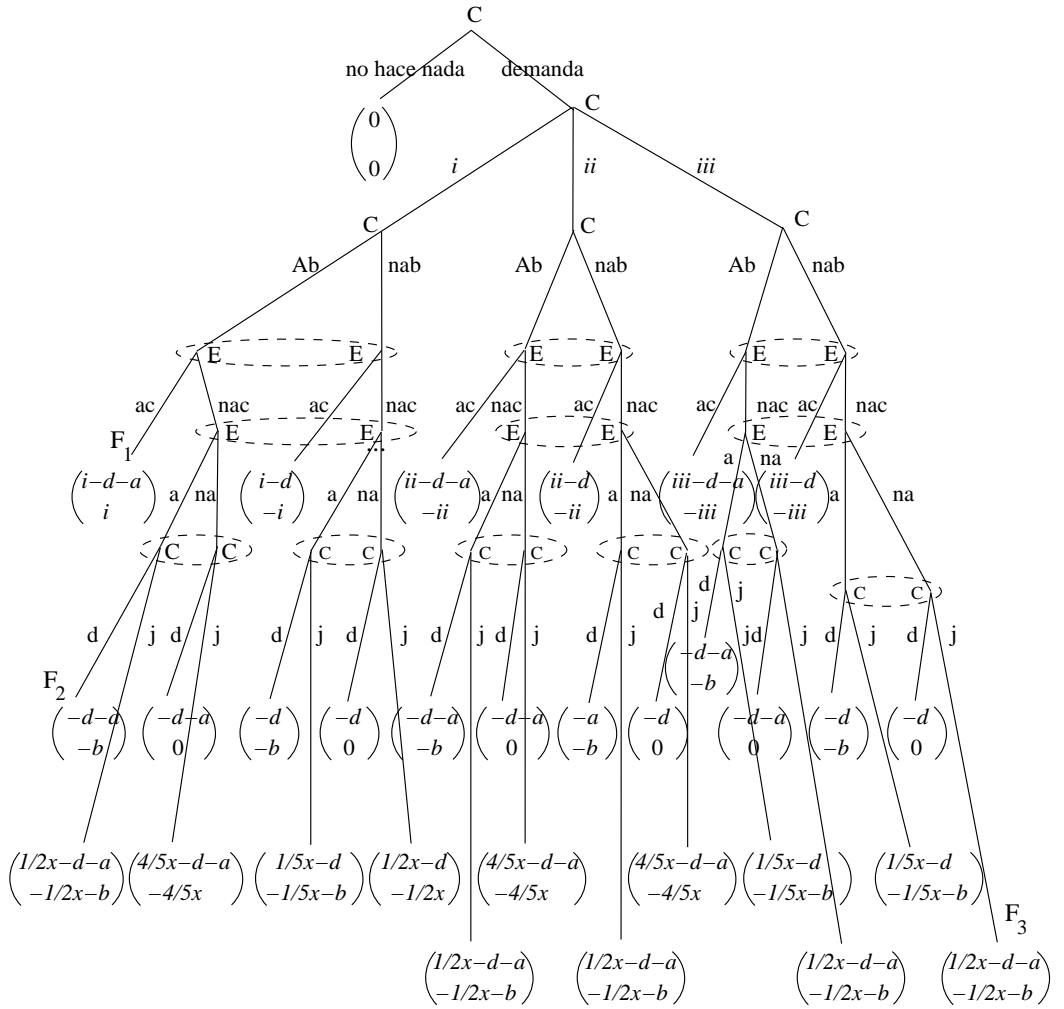 C
no hace nada demanda
C
( 0 )
( 0 )
i ii iii
C C C
Ab nab Ab nab Ab nab
E E E E E E
ac nac ac nac ac nac ac nac ac nac ac nac
F1 E E E E E E
...
a na
(i−d−a) (i−d) (ii−d−a) (ii−d) (iii−d−a) (iii−d)
a na a na a na a na a na
( i ) (−i) (−ii) (−ii) (−iii) (−iii)
C C C C C C C C C C
C C
d j
d j
d j d j d j d j d j d j d j j d j d j d j
(−d−a)
(−b)
F2
(−d−a) (−d−a) (−d) (−d) (−d−a) (−d−a) (−a) (−d) (−d−a) (−d) (−d)
(−b) (0) (−b) (0) (−b) (0) (−b) (0) (0) (−b) (0)
(1/2x−d−a) (4/5x−d−a) (1/5x−d) (1/2x−d) (4/5x−d−a) (4/5x−d−a) (1/5x−d) (1/5x−d)
(−1/2x−b) (−4/5x) (−1/5x−b) (−1/2x) (−4/5x) (−4/5x) (−1/5x−b) (−1/5x−b)
F3
(1/2x−d−a) (1/2x−d−a) (1/2x−d−a) (1/2x−d−a)
(−1/2x−b) (−1/2x−b) (−1/2x−b) (−1/2x−b)